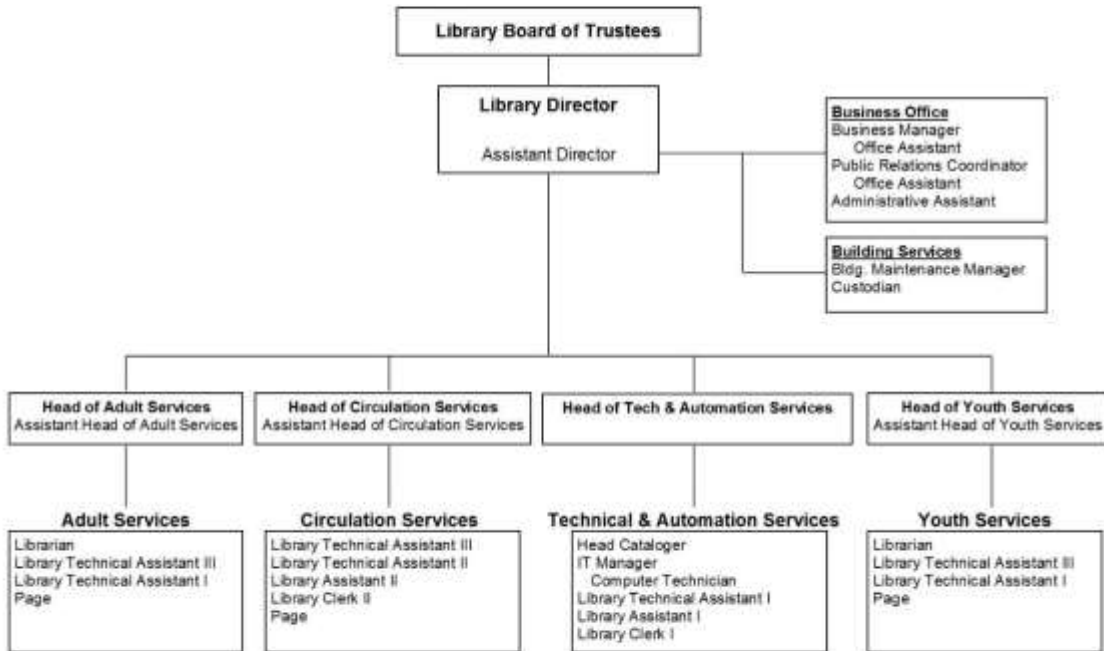 Library Board of Trustees
Library Director
Assistant Director
Business Office
Business Manager
Office Assistant
Public Relations Coordinator
Office Assistant
Administrative Assistant
Building Services
Bldg. Maintenance Manager
Custodian
Head of Adult Services
Assistant Head of Adult Services
Head of Circulation Services
Assistant Head of Circulation Services
Head of Tech & Automation Services
Head of Youth Services
Assistant Head of Youth Services
Adult Services
Librarian
Library Technical Assistant III
Library Technical Assistant I
Page
Circulation Services
Library Technical Assistant III
Library Technical Assistant II
Library Assistant II
Library Clerk II
Page
Technical & Automation Services
Head Cataloger
IT Manager
Computer Technician
Library Technical Assistant I
Library Assistant I
Library Clerk I
Youth Services
Librarian
Library Technical Assistant III
Library Technical Assistant I
Page